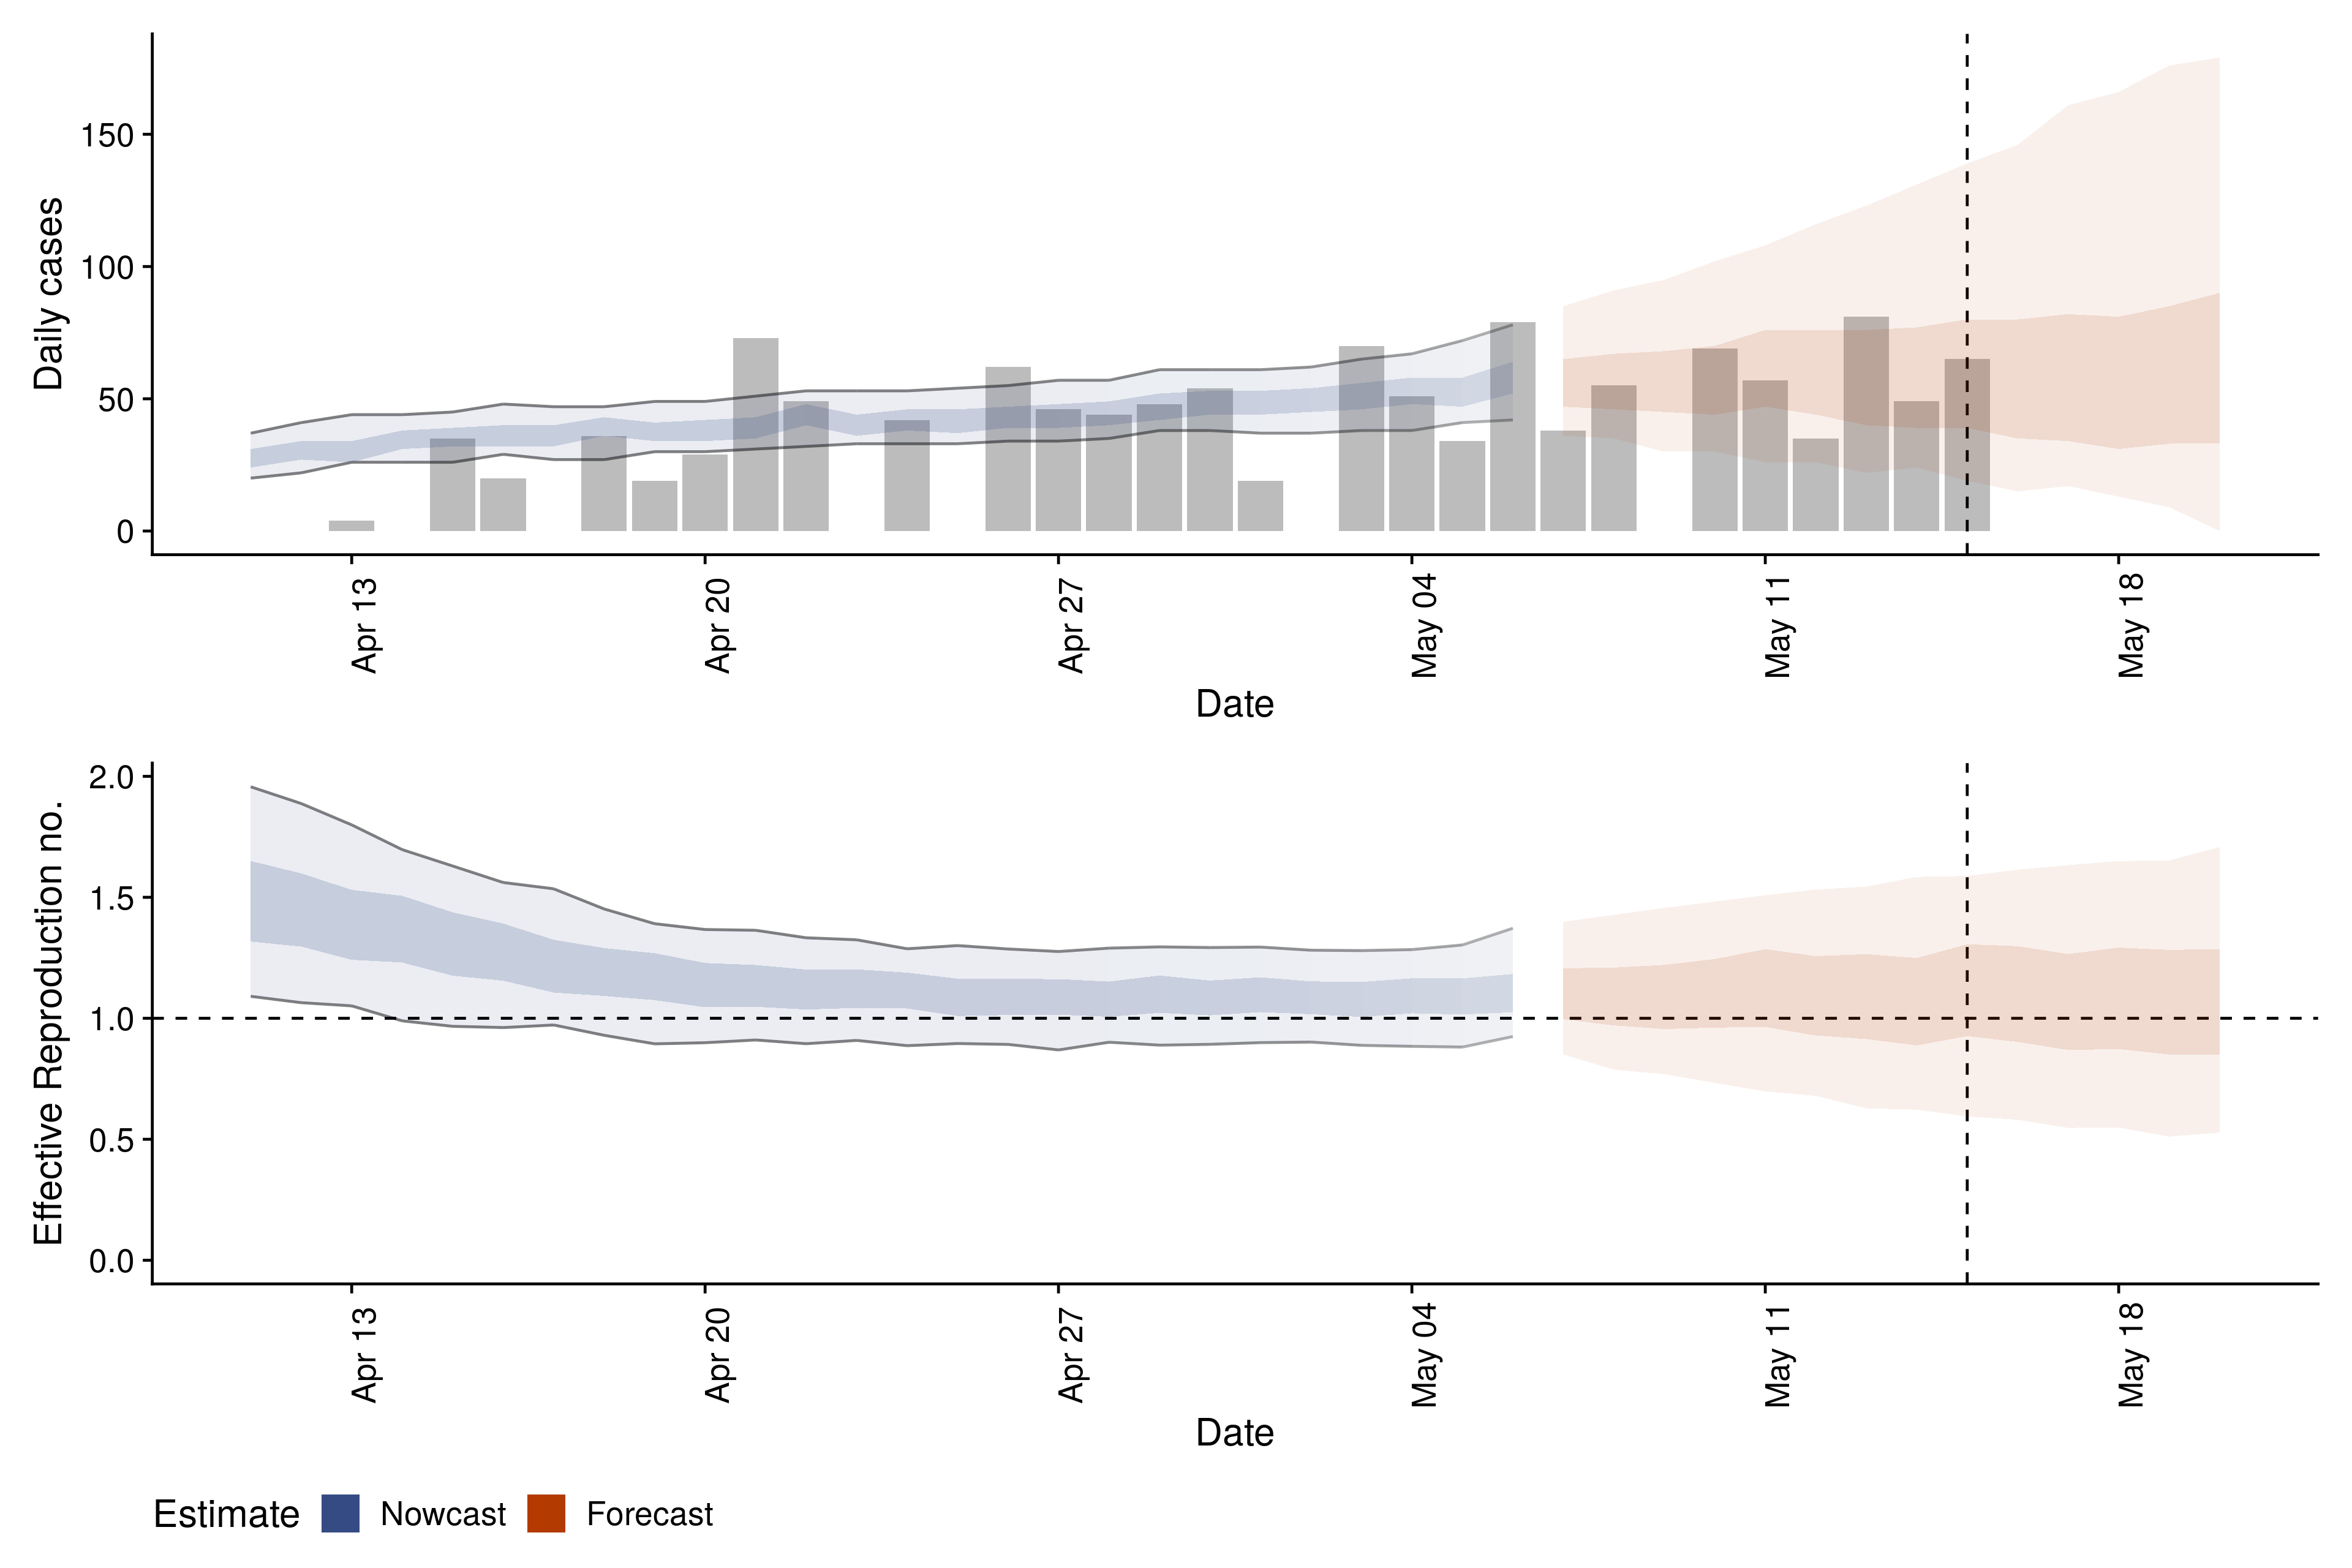 Daily cases
150
100
50
0
Apr 13
Apr 20
Apr 27
May 04
May 11
May 18
Date
Effective Reproduction no.
2.0
1.5
1.0
0.5
0.0
Apr 13
Apr 20
Apr 27
May 04
May 11
May 18
Date
Estimate Nowcast Forecast